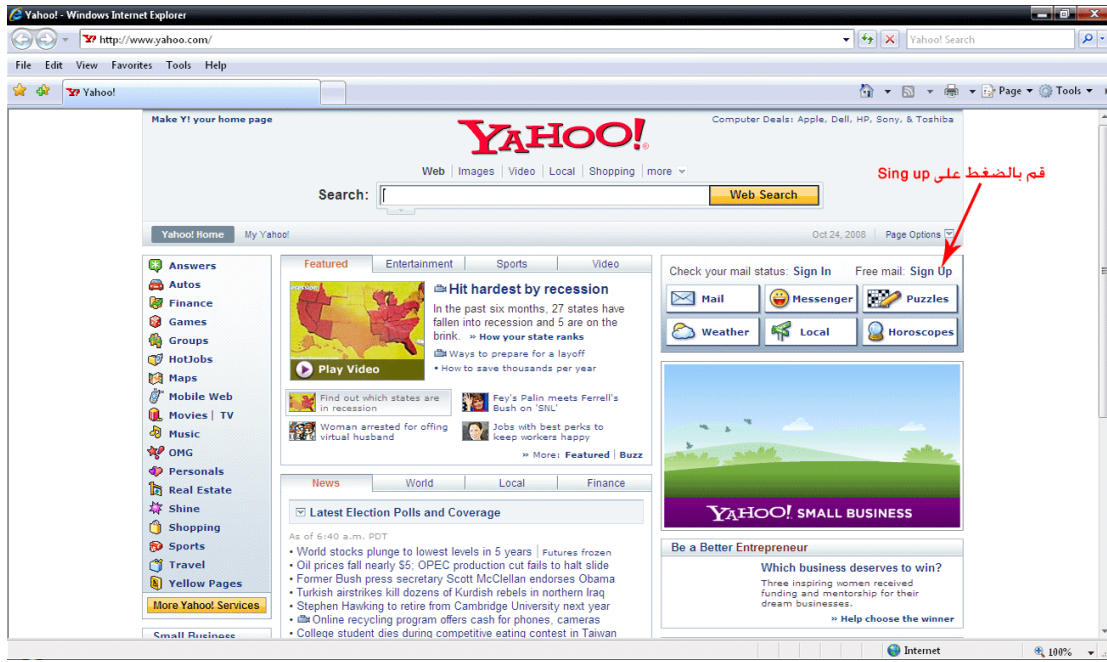 Yahoo! - Windows Internet Explorer
http://www.yahoo.com/
Yahoo! Search
File Edit View Favorites Tools Help
Yahoo!
Page Tools
Make Y! your home page
YAHOO!
Computer Deals: Apple, Dell, HP, Sony, & Toshiba
Web | Images | Video | Local | Shopping | more
Search:
Web Search
قم بالضغط على Sing up
Yahoo! Home My Yahoo!
Oct 24, 2008 | Page Options
Answers
Autos
Finance
Games
Groups
HotJobs
Maps
Mobile Web
Movies | TV
Music
OMG
Personals
Real Estate
Shine
Shopping
Sports
Travel
Yellow Pages
More Yahoo! Services
Small Business
Featured Entertainment Sports Video
Play Video
Hit hardest by recession
In the past six months, 27 states have
fallen into recession and 5 are on the
brink. » How your state ranks
Ways to prepare for a layoff
• How to save thousands per year
Find out which states are
in recession
Fey's Palin meets Ferrell's
Bush on 'SNL'
Woman arrested for offing
virtual husband
Jobs with best perks to
keep workers happy
» More: Featured | Buzz
News World Local Finance
Latest Election Polls and Coverage
As of 6:40 a.m. PDT
• World stocks plunge to lowest levels in 5 years | Futures frozen
• Oil prices fall nearly $5; OPEC production cut fails to halt slide
• Former Bush press secretary Scott McClellan endorses Obama
• Turkish airstrikes kill dozens of Kurdish rebels in northern Iraq
• Stephen Hawking to retire from Cambridge University next year
• Online recycling program offers cash for phones, cameras
• College student dies during competitive eating contest in Taiwan
Check your mail status: Sign In Free mail: Sign Up
Mail Messenger Puzzles
Weather Local Horoscopes
YAHOO! SMALL BUSINESS
Be a Better Entrepreneur
Which business deserves to win?
Three inspiring women received
funding and mentorship for their
dream businesses.
» Help choose the winner
Internet
100%